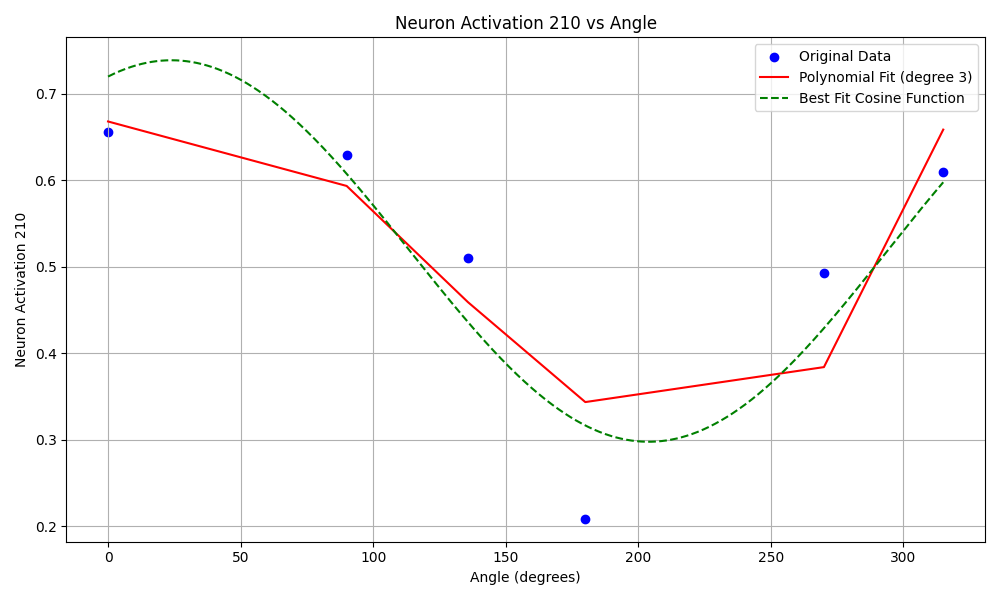 Neuron Activation 210 vs Angle
Original Data
Polynomial Fit (degree 3)
Best Fit Cosine Function
Neuron Activation 210
0.7
0.6
0.5
0.4
0.3
0.2
0
50
100
150
200
250
300
Angle (degrees)